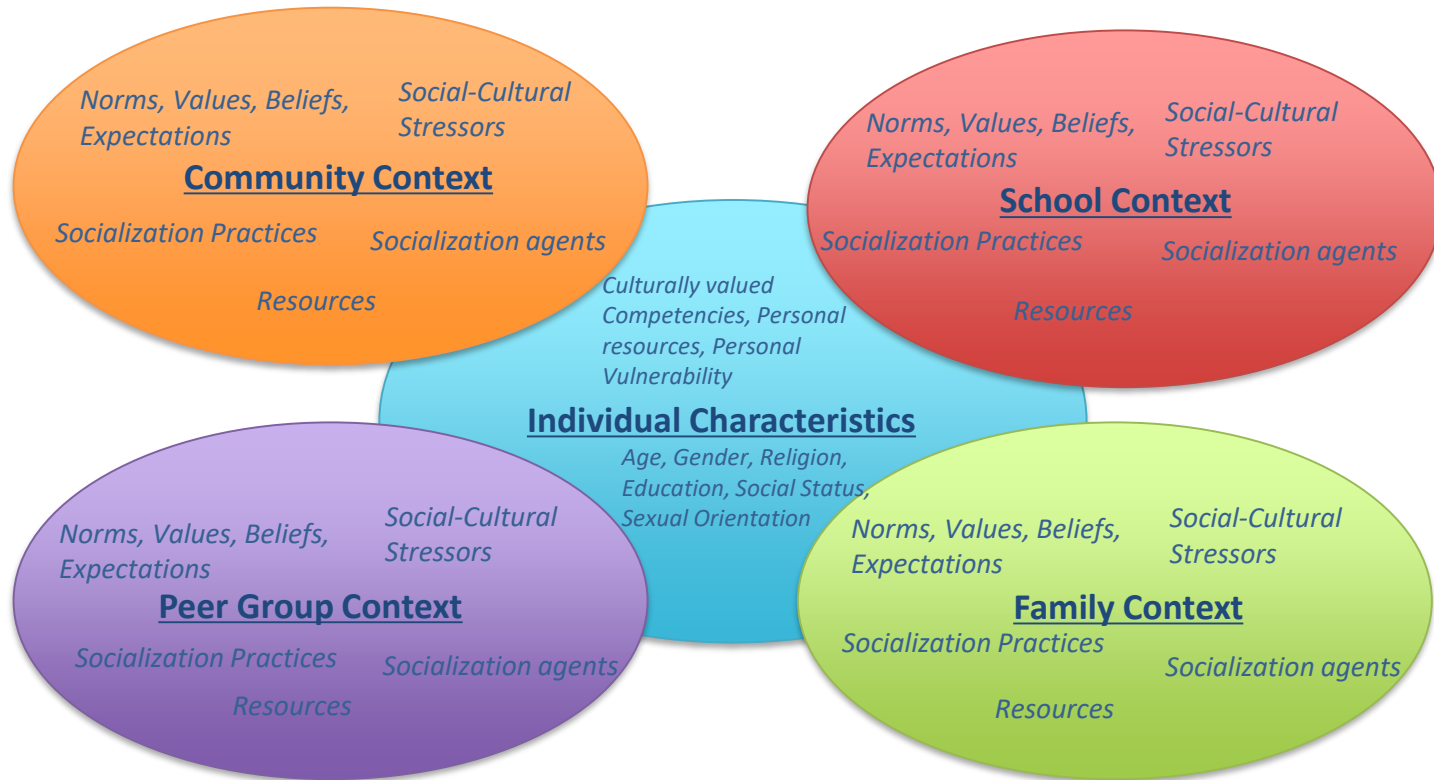 Norms, Values, Beliefs,
Expectations
Social-Cultural
Stressors
Community Context
Socialization Practices
Socialization agents
Resources
Norms, Values, Beliefs,
Expectations
Social-Cultural
Stressors
School Context
Socialization Practices
Socialization agents
Resources
Culturally valued
Competencies, Personal
resources, Personal
Vulnerability
Individual Characteristics
Age, Gender, Religion,
Education, Social Status,
Sexual Orientation
Norms, Values, Beliefs,
Expectations
Social-Cultural
Stressors
Peer Group Context
Socialization Practices
Socialization agents
Resources
Norms, Values, Beliefs,
Expectations
Social-Cultural
Stressors
Family Context
Socialization Practices
Socialization agents
Resources